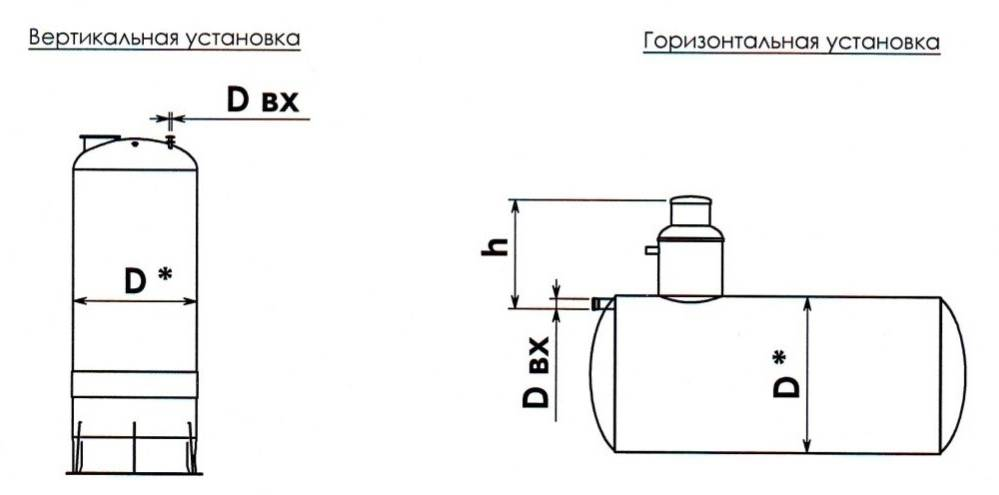 Вертикальная установка
Горизонтальная установка
D вх
D *
h
D вх
D *